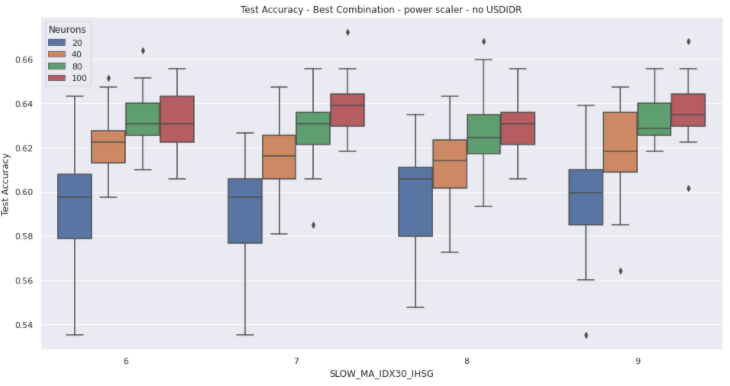 Test Accuracy - Best Combination - power scaler - no USDIDR
Neurons
20
40
80
100
0.66
0.64
0.62
0.60
0.58
0.56
0.54
Test Accuracy
6 7 8 9
SLOW_MA_IDX30_IHSG